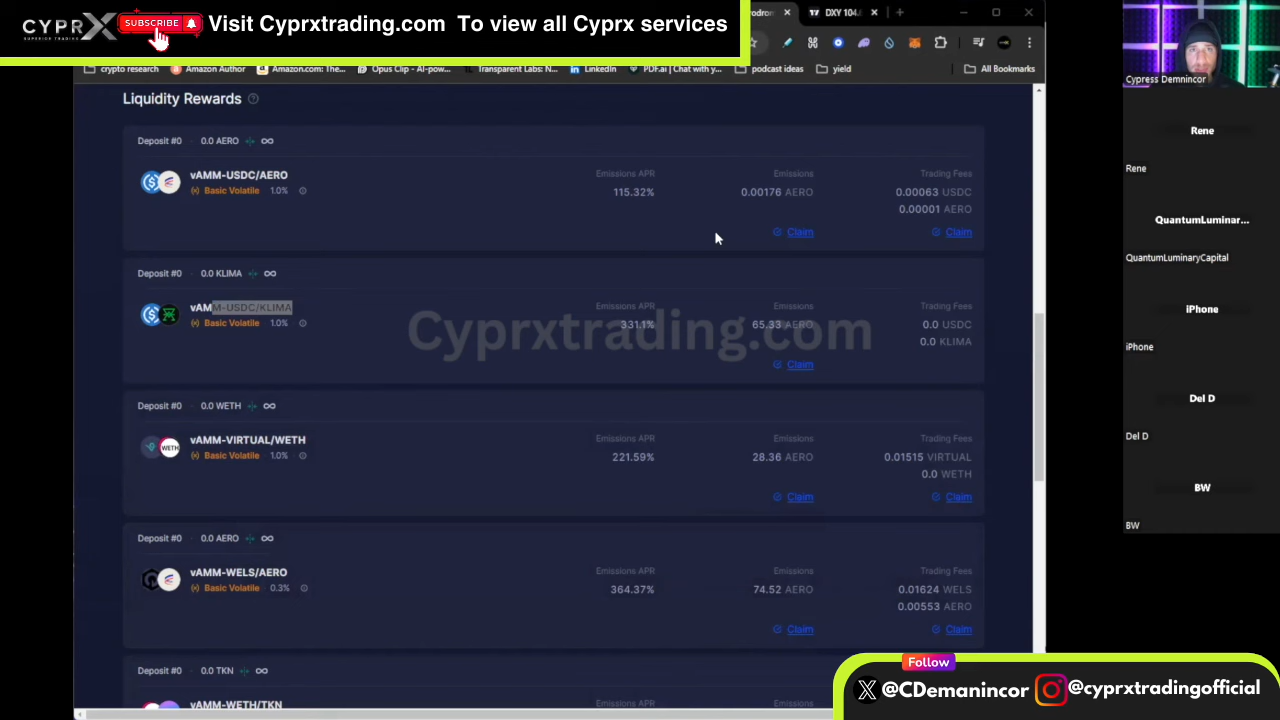 CYPRX
SUPERIOR TRADING
SUBSCRIBE
Visit Cyprxtrading.com To view all Cyprx services
odrom
DXY 104.
crypto research
Amazon Author
Amazon.com: The...
Opus Clip - AI-pow...
Transparent Labs: N...
LinkedIn
PDF.ai | Chat with y...
podcast ideas
yield
All Bookmarks
Liquidity Rewards
Deposit #0 0.0 AERO
vAMM-USDC/AERO
Basic Volatile 1.0%
Emissions APR
115.32%
Emissions
0.00176 AERO
Claim
Trading Fees
0.00063 USDC
0.00001 AERO
Claim
Deposit #0 0.0 KLIMA
vAMM-USDC/KLIMA
Basic Volatile 1.0%
Emissions APR
331.1%
Emissions
65.33 AERO
Claim
Trading Fees
0.0 USDC
0.0 KLIMA
Cyprxtrading.com
Deposit #0 0.0 WETH
vAMM-VIRTUAL/WETH
Basic Volatile 1.0%
Emissions APR
221.59%
Emissions
28.36 AERO
Claim
Trading Fees
0.01515 VIRTUAL
0.0 WETH
Claim
Deposit #0 0.0 AERO
vAMM-WELS/AERO
Basic Volatile 0.3%
Emissions APR
364.37%
Emissions
74.52 AERO
Claim
Trading Fees
0.01624 WELS
0.00553 AERO
Claim
Deposit #0 0.0 TKN
vAMM-WETH/TKN
Cypress Demnincor
Rene
Rene
QuantumLuminar...
QuantumLuminaryCapital
iPhone
iPhone
Del D
Del D
BW
BW
Follow
@CDemanincor
@cyprxtradingofficial